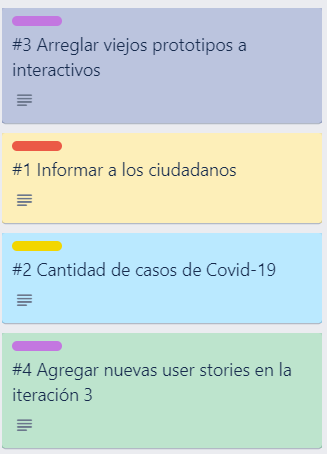 #3 Arreglar viejos prototipos a
interactivos
#1 Informar a los ciudadanos
#2 Cantidad de casos de Covid-19
#4 Agregar nuevas user stories en la
iteración 3